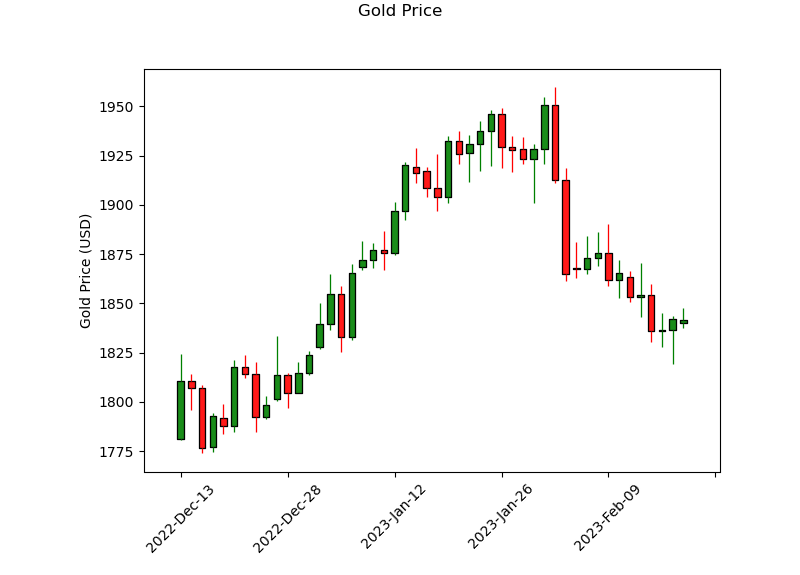 Gold Price
Gold Price (USD)
1950
1925
1900
1875
1850
1825
1800
1775
2022-Dec-13
2022-Dec-28
2023-Jan-12
2023-Jan-26
2023-Feb-09